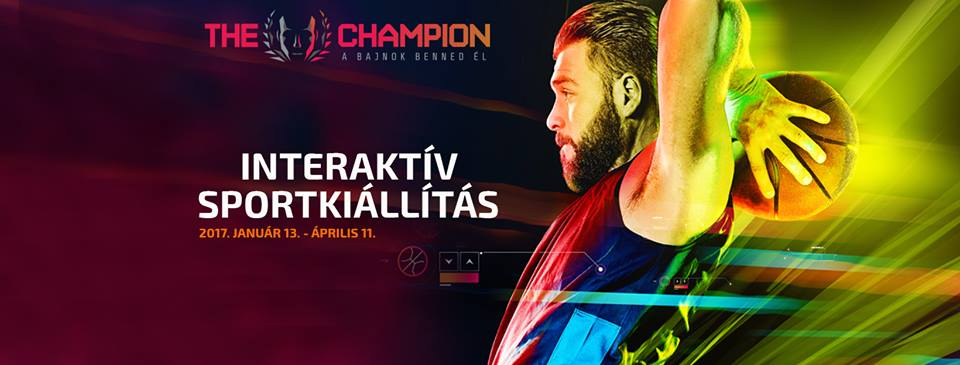 THE CHAMPION
A BAJNOK BENNED ÉL
INTERAKTÍV
SPORTKIÁLLÍTÁS
2017. JANUÁR 13. - ÁPRILIS 11.